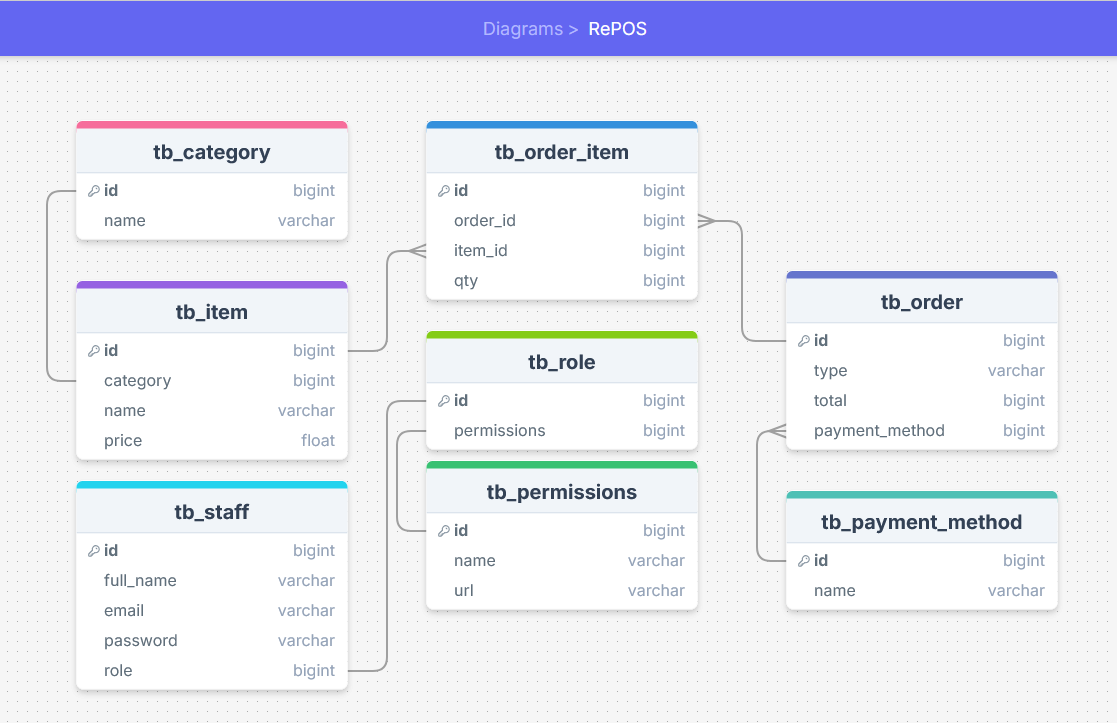 Diagrams > RePOS
tb_category
id bigint
name varchar
tb_item
id bigint
category bigint
name varchar
price float
tb_staff
id bigint
full_name varchar
email varchar
password varchar
role bigint
tb_order_item
id bigint
order_id bigint
item_id bigint
qty bigint
tb_role
id bigint
permissions bigint
tb_permissions
id bigint
name varchar
url varchar
tb_order
id bigint
type varchar
total bigint
payment_method bigint
tb_payment_method
id bigint
name varchar